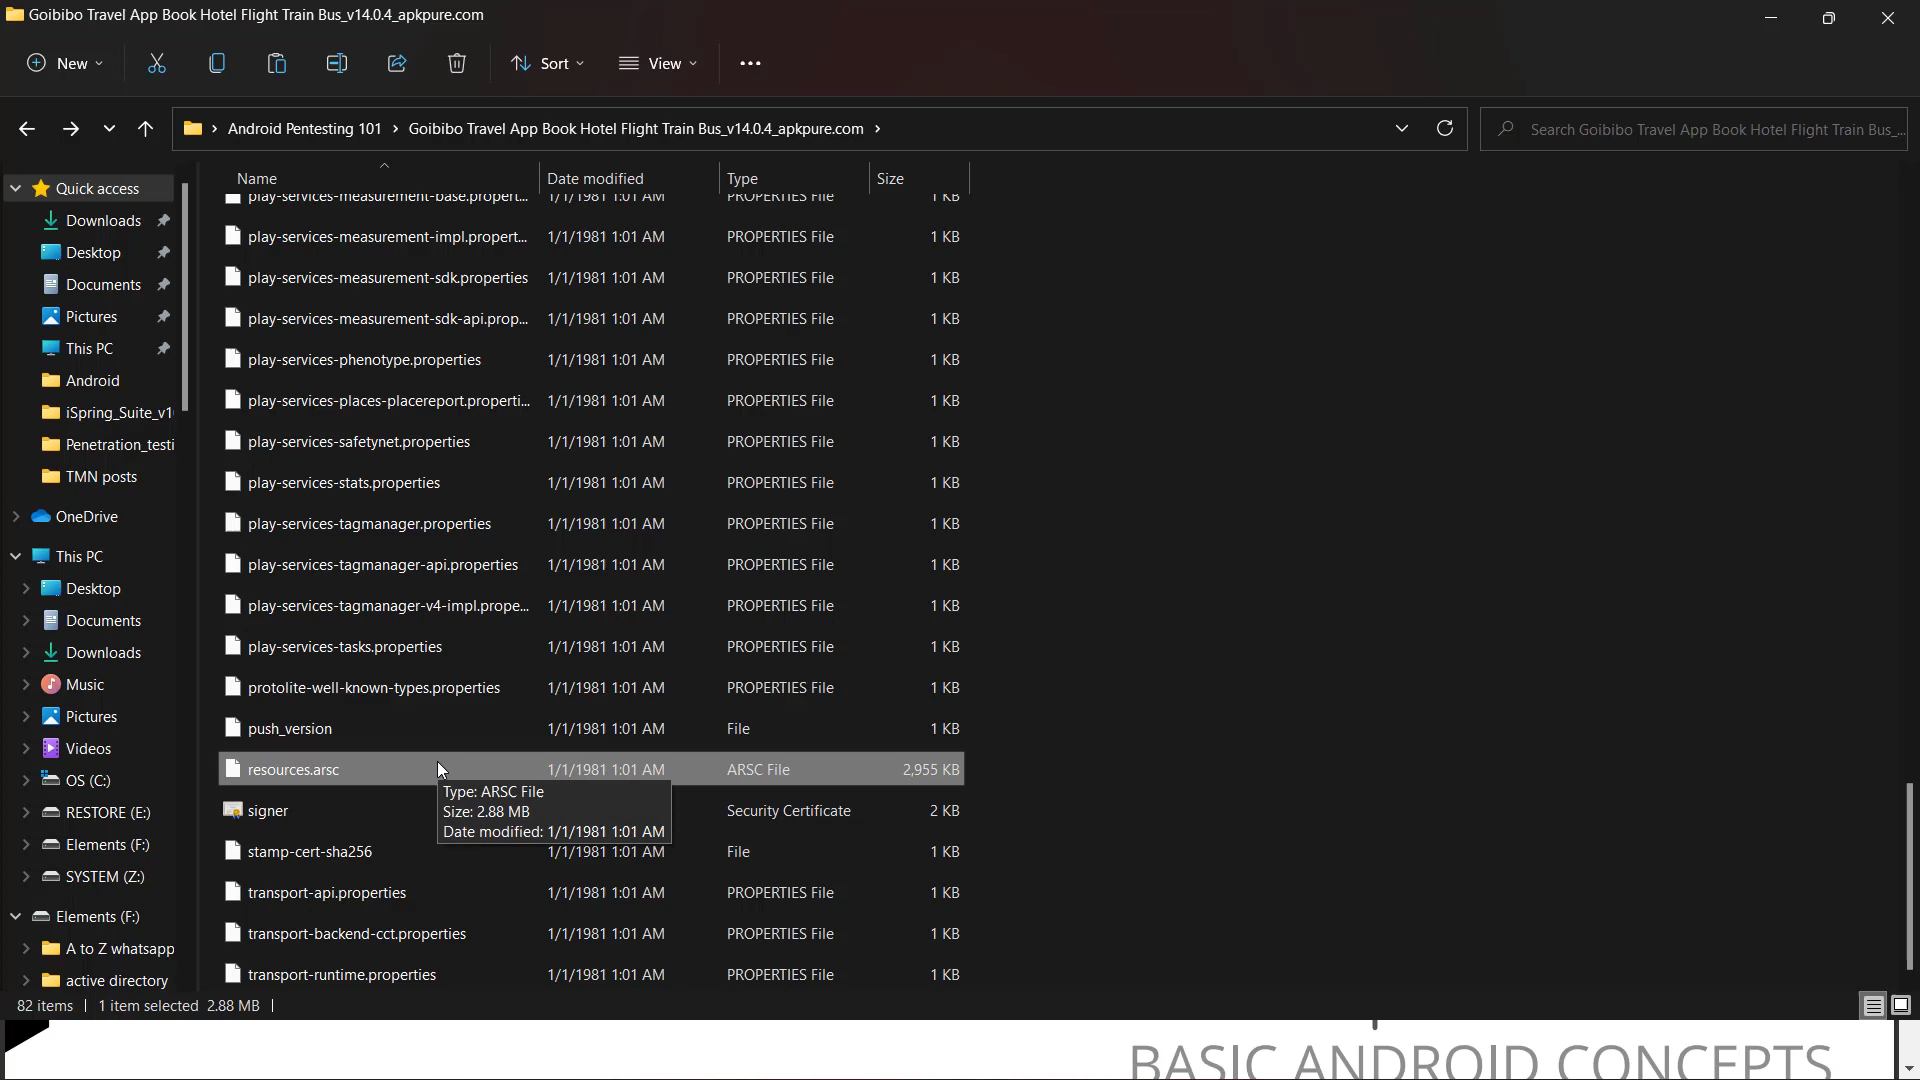 Goibibo Travel App Book Hotel Flight Train Bus_v14.0.4_apkpure.com
New Sort View
Android Pentesting 101 > Goibibo Travel App Book Hotel Flight Train Bus_v14.0.4_apkpure.com >
Search Goibibo Travel App Book Hotel Flight Train Bus_...
Quick access
Downloads
Desktop
Documents
Pictures
This PC
Android
iSpring_Suite_v1
Penetration_testi
TMN posts
OneDrive
This PC
Desktop
Documents
Downloads
Music
Pictures
Videos
OS (C:)
RESTORE (E:)
Elements (F:)
SYSTEM (Z:)
Elements (F:)
A to Z whatsapp
active directory
Name Date modified Type Size
play-services-measurement-base.propert... 1/1/1981 1:01 AM PROPERTIES File 1 KB
play-services-measurement-impl.propert... 1/1/1981 1:01 AM PROPERTIES File 1 KB
play-services-measurement-sdk.properties 1/1/1981 1:01 AM PROPERTIES File 1 KB
play-services-measurement-sdk-api.prop... 1/1/1981 1:01 AM PROPERTIES File 1 KB
play-services-phenotype.properties 1/1/1981 1:01 AM PROPERTIES File 1 KB
play-services-places-placereport.properti... 1/1/1981 1:01 AM PROPERTIES File 1 KB
play-services-safetynet.properties 1/1/1981 1:01 AM PROPERTIES File 1 KB
play-services-stats.properties 1/1/1981 1:01 AM PROPERTIES File 1 KB
play-services-tagmanager.properties 1/1/1981 1:01 AM PROPERTIES File 1 KB
play-services-tagmanager-api.properties 1/1/1981 1:01 AM PROPERTIES File 1 KB
play-services-tagmanager-v4-impl.prope... 1/1/1981 1:01 AM PROPERTIES File 1 KB
play-services-tasks.properties 1/1/1981 1:01 AM PROPERTIES File 1 KB
protolite-well-known-types.properties 1/1/1981 1:01 AM PROPERTIES File 1 KB
push_version 1/1/1981 1:01 AM File 1 KB
resources.arsc 1/1/1981 1:01 AM ARSC File 2,955 KB
Type: ARSC File
Size: 2.88 MB
Date modified: 1/1/1981 1:01 AM
signer Security Certificate 2 KB
stamp-cert-sha256 1/1/1981 1:01 AM File 1 KB
transport-api.properties 1/1/1981 1:01 AM PROPERTIES File 1 KB
transport-backend-cct.properties 1/1/1981 1:01 AM PROPERTIES File 1 KB
transport-runtime.properties 1/1/1981 1:01 AM PROPERTIES File 1 KB
82 items 1 item selected 2.88 MB
BASIC ANDROID CONCEPTS